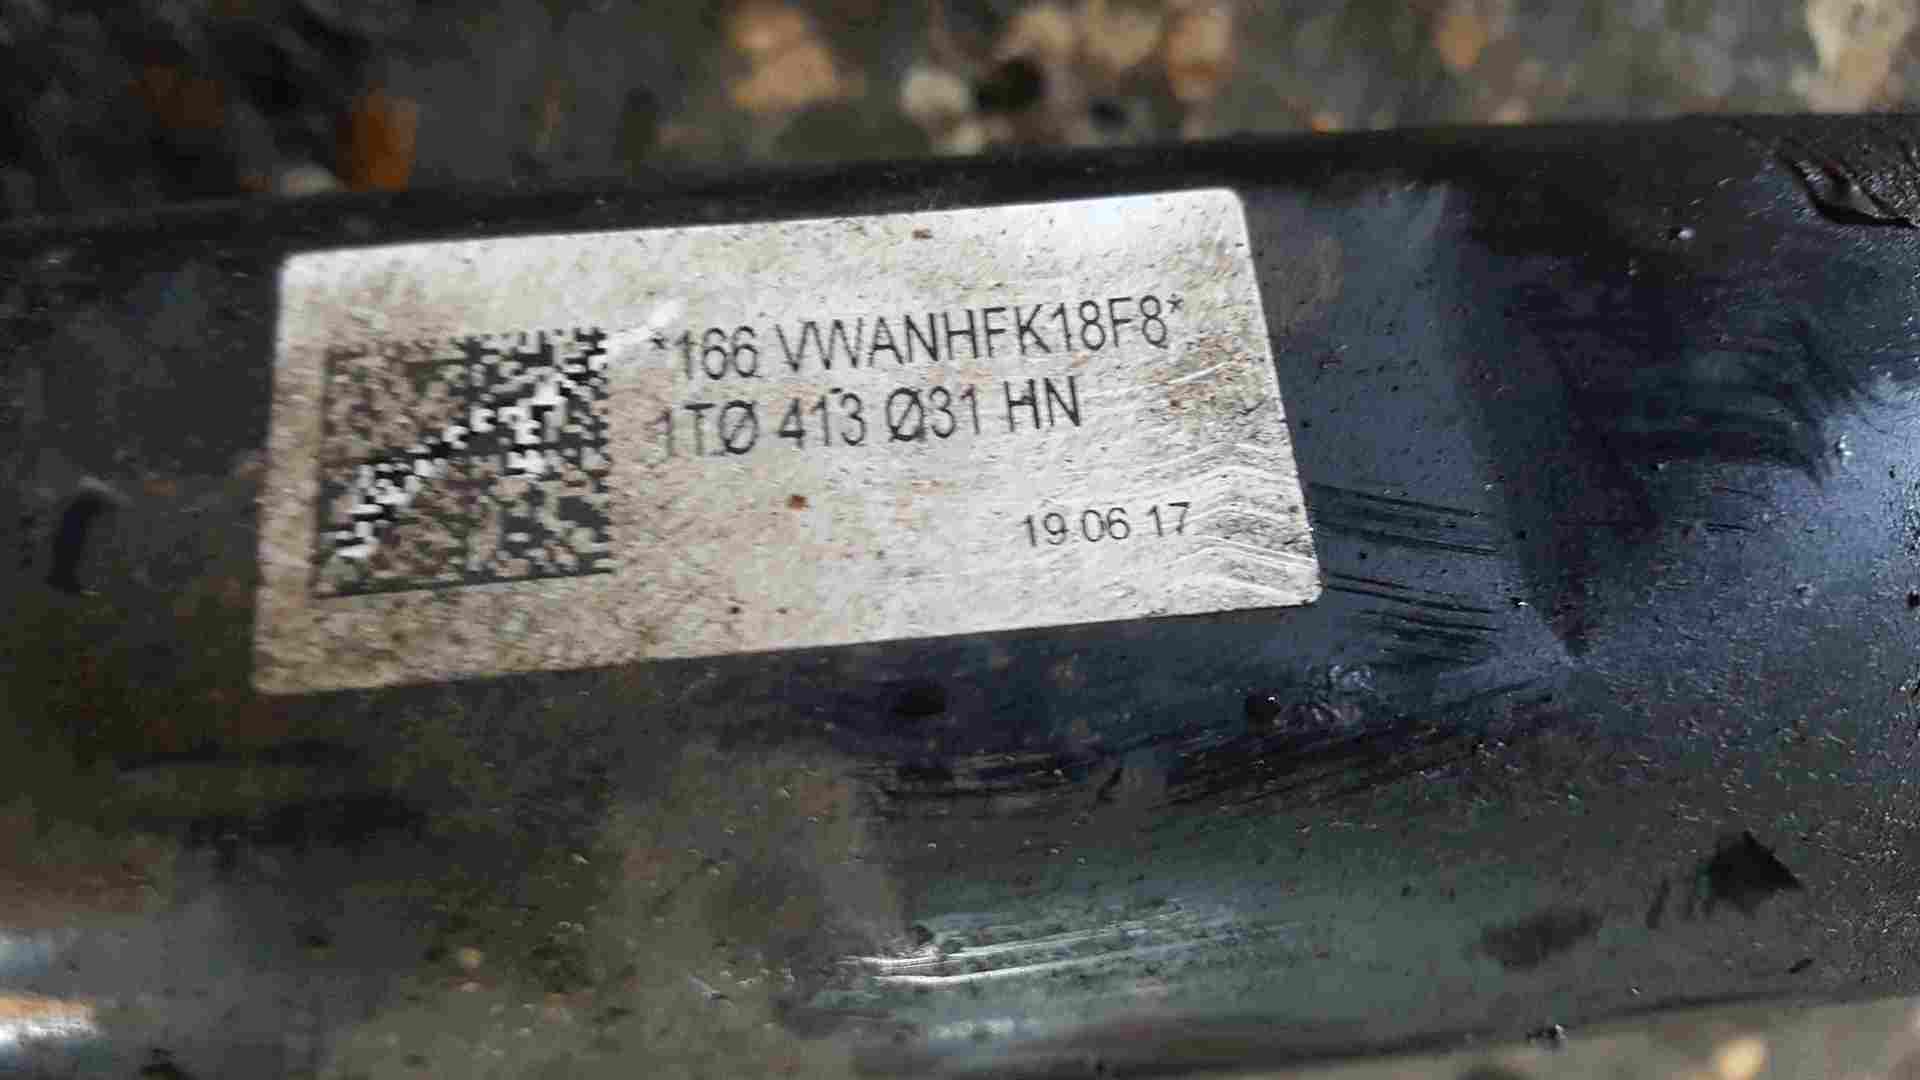 *166 VWANHFK18F8*
1TØ 413 Ø31 HN
19 06 17